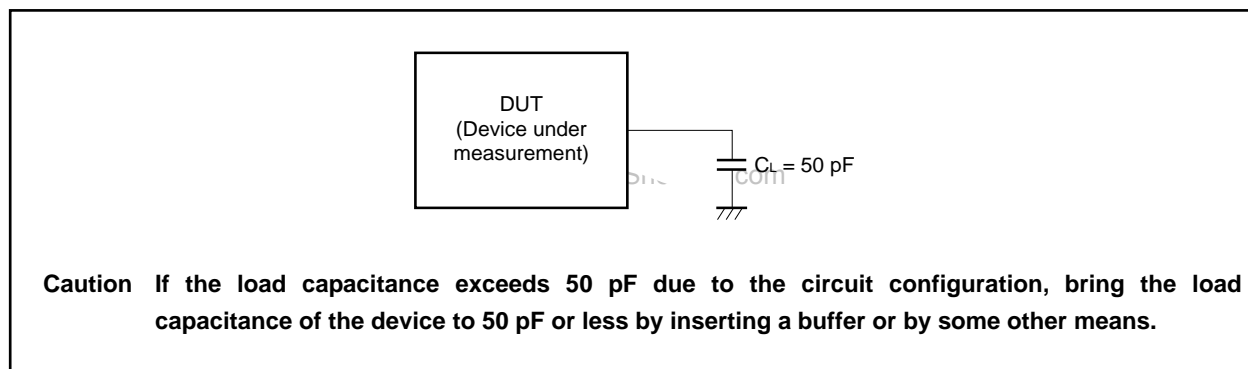 DUT
(Device under
measurement)
CL = 50 pF
com
Caution If the load capacitance exceeds 50 pF due to the circuit configuration, bring the load
capacitance of the device to 50 pF or less by inserting a buffer or by some other means.